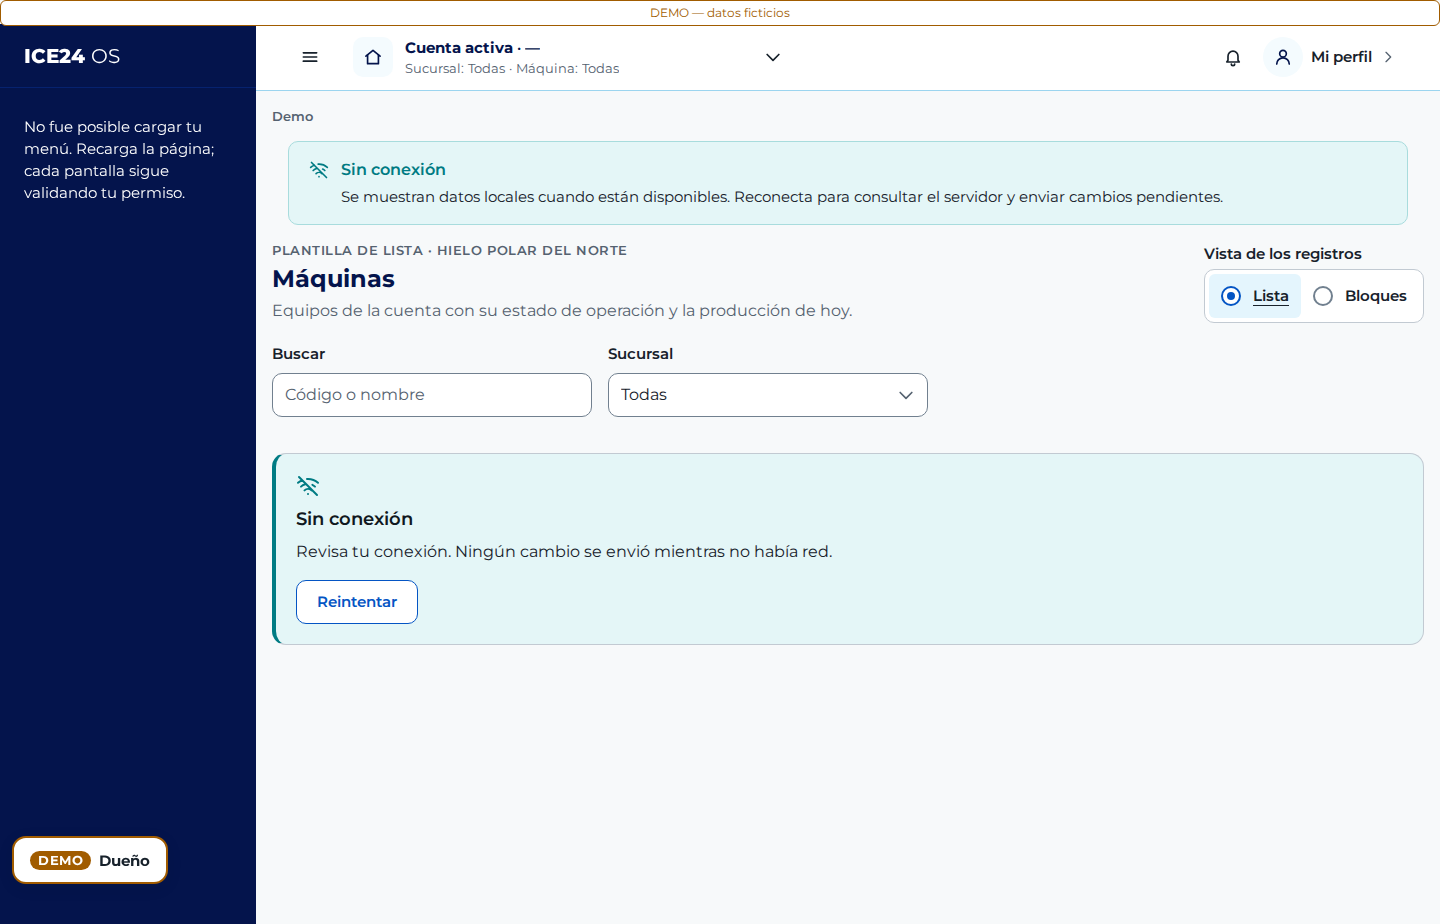 DEMO — datos ficticios
ICE24 OS
No fue posible cargar tu
menú. Recarga la página;
cada pantalla sigue
validando tu permiso.
DEMO Dueño
Cuenta activa · —
Sucursal: Todas · Máquina: Todas
Mi perfil
Demo
Sin conexión
Se muestran datos locales cuando están disponibles. Reconecta para consultar el servidor y enviar cambios pendientes.
PLANTILLA DE LISTA · HIELO POLAR DEL NORTE
Máquinas
Equipos de la cuenta con su estado de operación y la producción de hoy.
Vista de los registros
Lista Bloques
Buscar
Código o nombre
Sucursal
Todas
Sin conexión
Revisa tu conexión. Ningún cambio se envió mientras no había red.
Reintentar